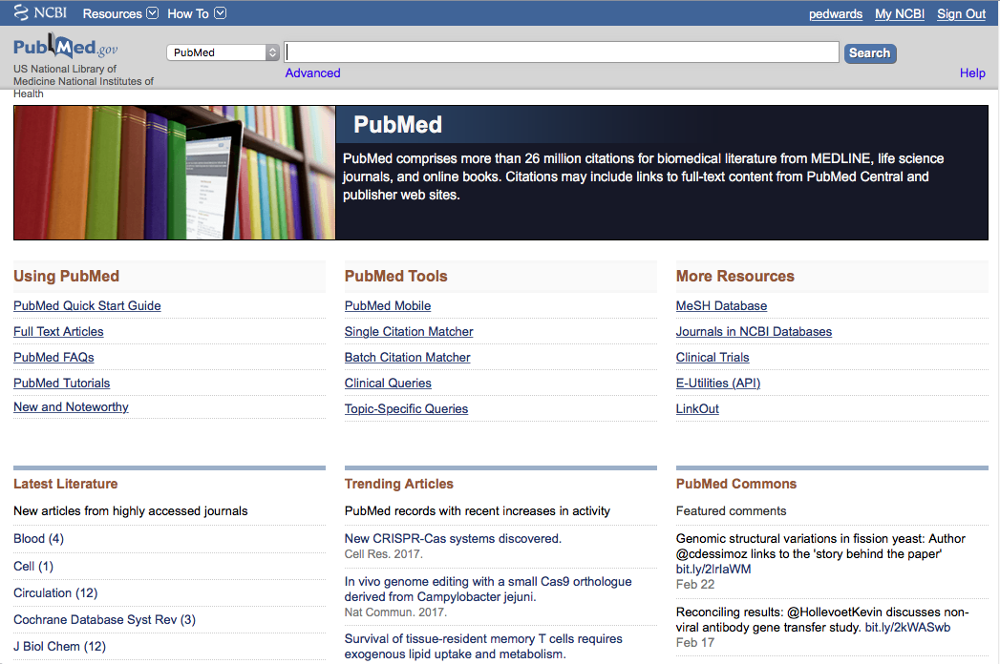 NCBI Resources How To pedwards My NCBI Sign Out
PubMed.gov
US National Library of
Medicine National Institutes of
Health
PubMed Search
Advanced Help
PubMed
PubMed comprises more than 26 million citations for biomedical literature from MEDLINE, life science
journals, and online books. Citations may include links to full-text content from PubMed Central and
publisher web sites.
Using PubMed
PubMed Quick Start Guide
Full Text Articles
PubMed FAQs
PubMed Tutorials
New and Noteworthy
PubMed Tools
PubMed Mobile
Single Citation Matcher
Batch Citation Matcher
Clinical Queries
Topic-Specific Queries
More Resources
MeSH Database
Journals in NCBI Databases
Clinical Trials
E-Utilities (API)
LinkOut
Latest Literature
New articles from highly accessed journals
Blood (4)
Cell (1)
Circulation (12)
Cochrane Database Syst Rev (3)
J Biol Chem (12)
Trending Articles
PubMed records with recent increases in activity
New CRISPR-Cas systems discovered.
Cell Res. 2017.
In vivo genome editing with a small Cas9 orthologue
derived from Campylobacter jejuni.
Nat Commun. 2017.
Survival of tissue-resident memory T cells requires
exogenous lipid uptake and metabolism.
PubMed Commons
Featured comments
Genomic structural variations in fission yeast: Author
@cdessimoz links to the 'story behind the paper'
bit.ly/2lrIaWM
Feb 22
Reconciling results: @HollevoetKevin discusses non-
viral antibody gene transfer study. bit.ly/2kWASwb
Feb 17